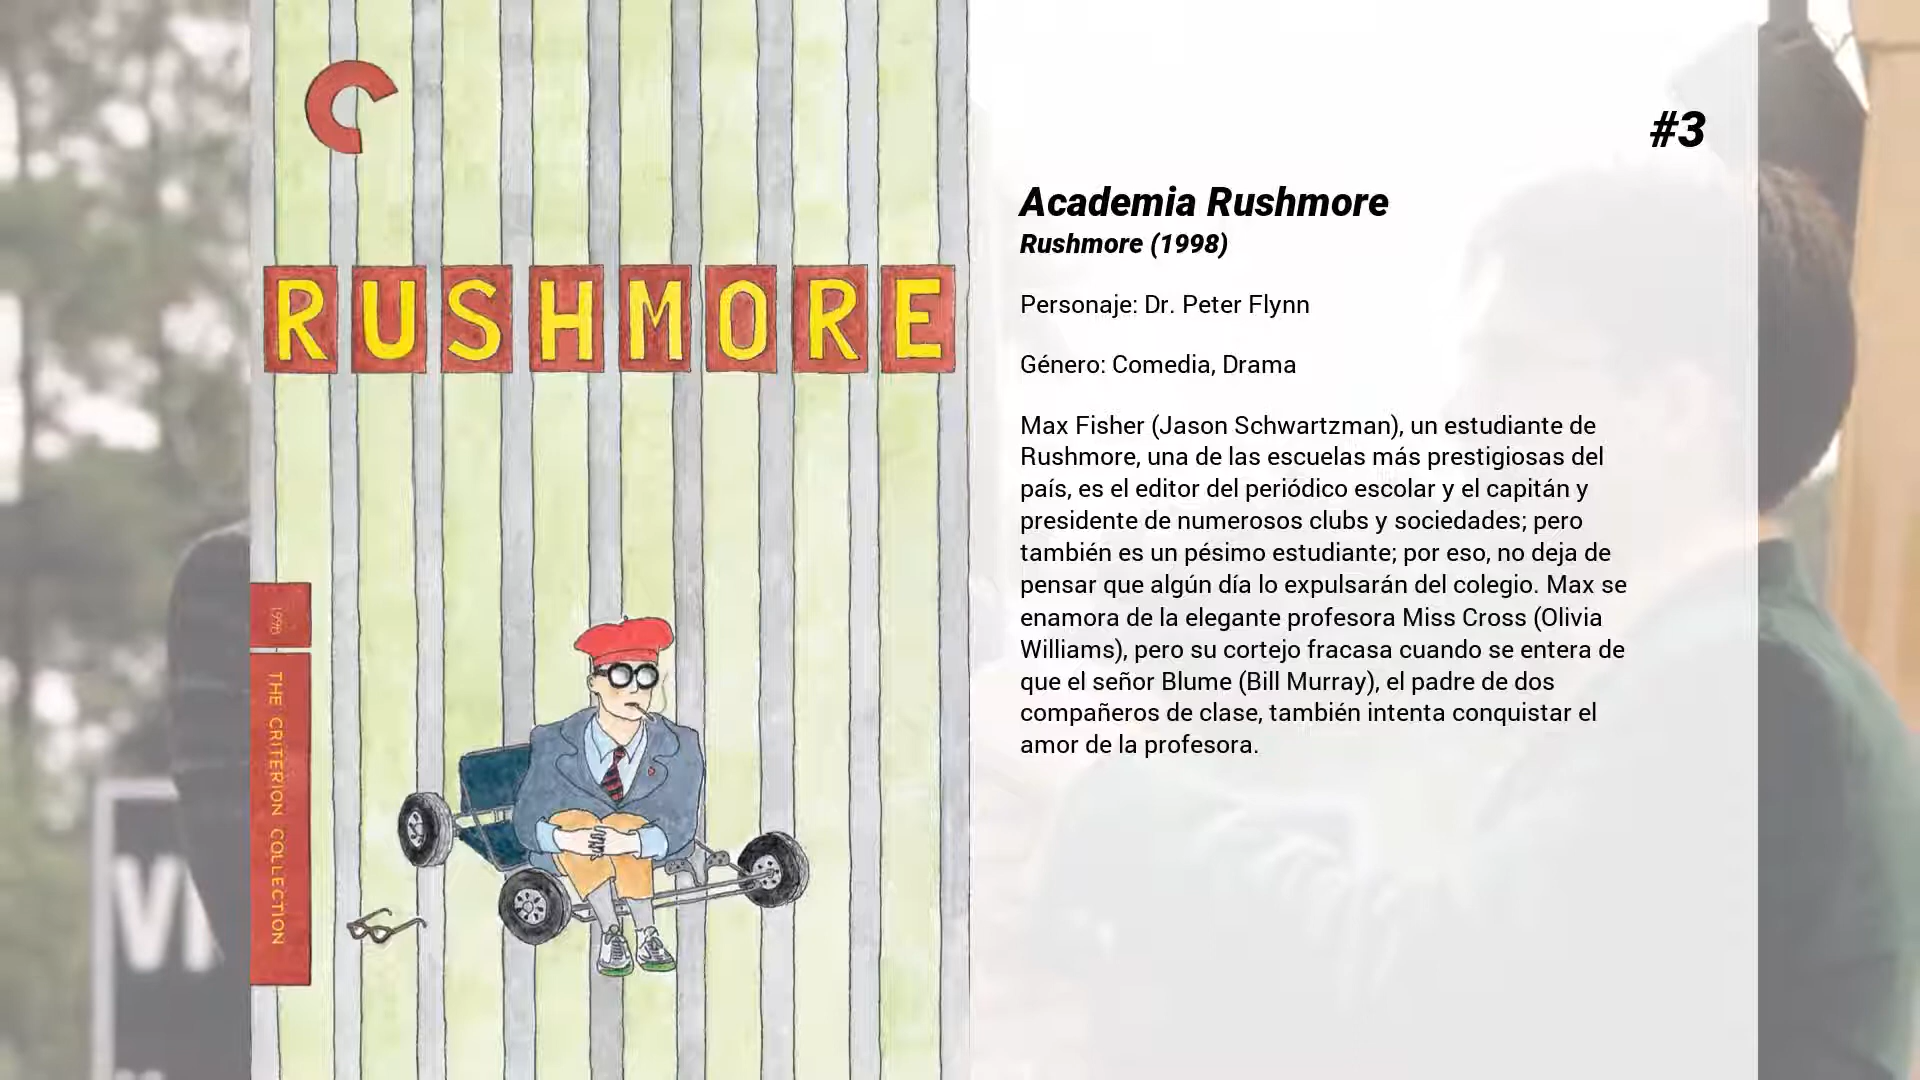 RUSHMORE
1998
THE CRITERION COLLECTION
#3
Academia Rushmore
Rushmore (1998)
Personaje: Dr. Peter Flynn
Género: Comedia, Drama
Max Fisher (Jason Schwartzman), un estudiante de
Rushmore, una de las escuelas más prestigiosas del
país, es el editor del periódico escolar y el capitán y
presidente de numerosos clubs y sociedades; pero
también es un pésimo estudiante; por eso, no deja de
pensar que algún día lo expulsarán del colegio. Max se
enamora de la elegante profesora Miss Cross (Olivia
Williams), pero su cortejo fracasa cuando se entera de
que el señor Blume (Bill Murray), el padre de dos
compañeros de clase, también intenta conquistar el
amor de la profesora.